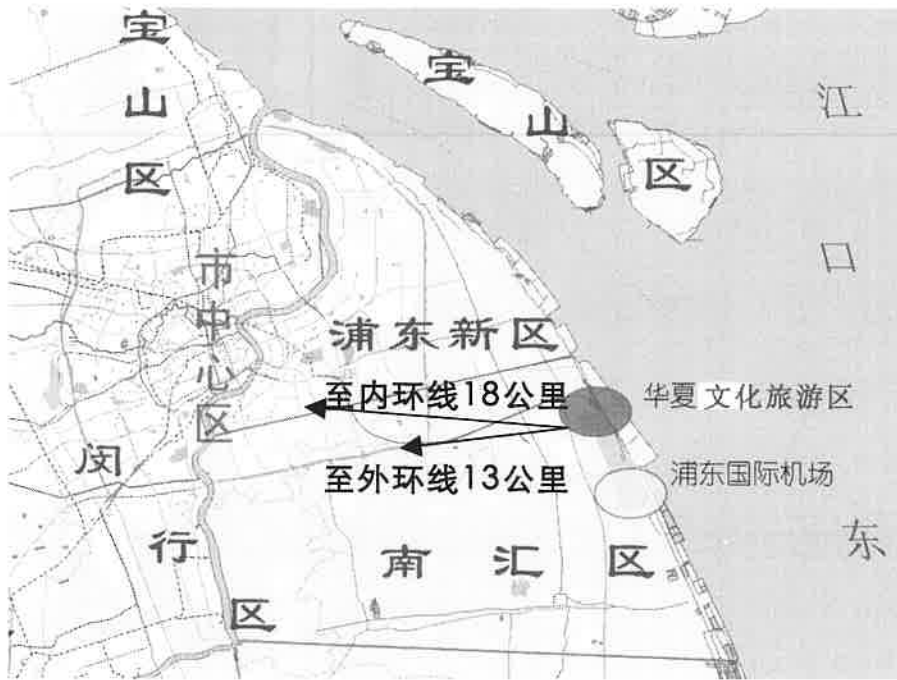 宝山区
宝山区
江口
东
市中心区
浦东新区
至内环线18公里
华夏文化旅游区
至外环线13公里
浦东国际机场
闵行区
南汇区